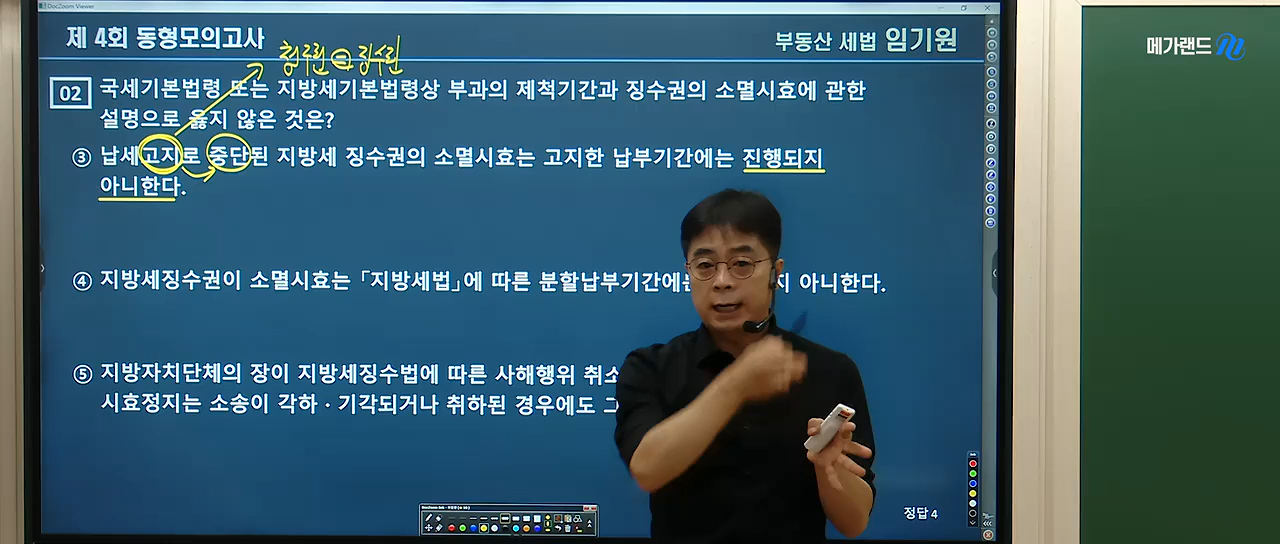 DocZoom Viewer
제 4회 동형모의고사
부동산 세법 임기원
메가랜드
징수권
02 국세기본법령 또는 지방세기본법령상 부과의 제척기간과 징수권의 소멸시효에 관한
설명으로 옳지 않은 것은?
③ 납세고지로 중단된 지방세 징수권의 소멸시효는 고지한 납부기간에는 진행되지
아니한다.
④ 지방세징수권이 소멸시효는 「지방세법」에 따른 분할납부기간에는 지 아니한다.
⑤ 지방자치단체의 장이 지방세징수법에 따른 사해행위 취소
시효정지는 소송이 각하·기각되거나 취하된 경우에도 그
정답 4